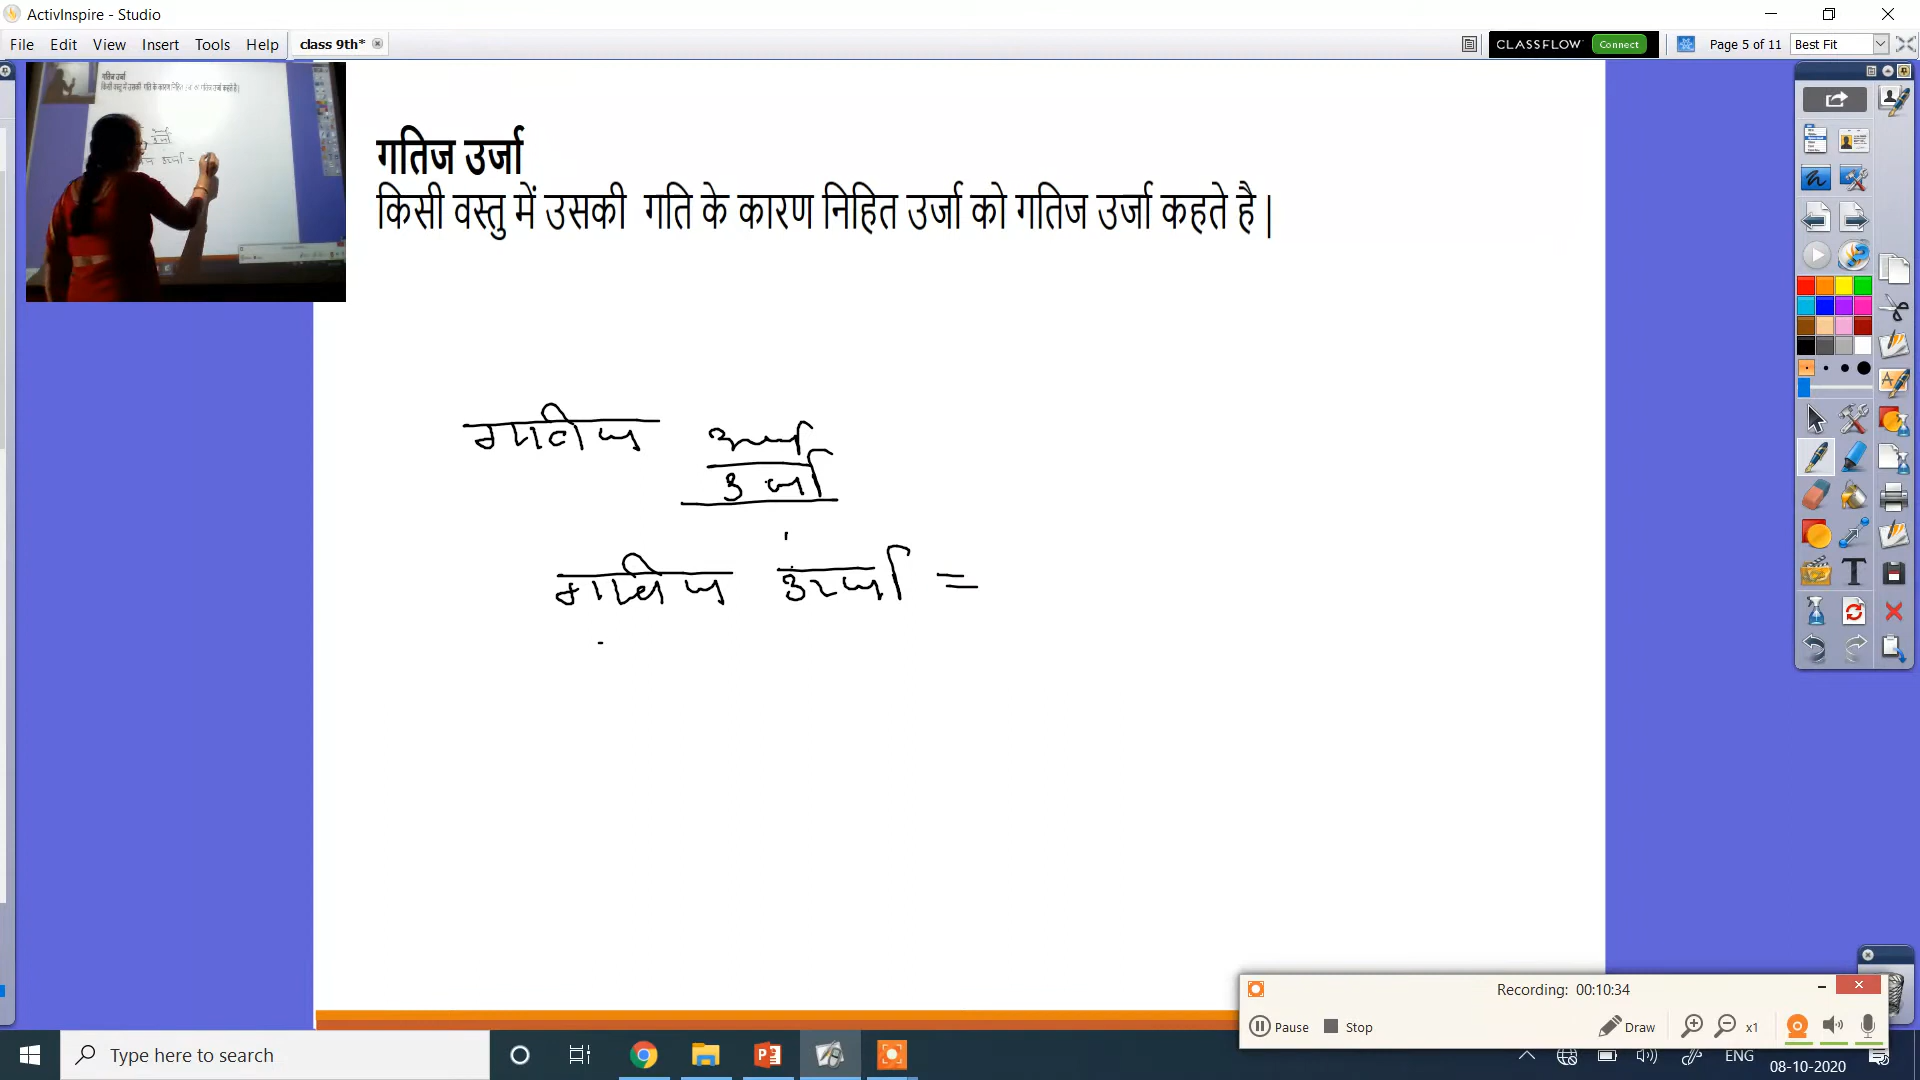 ActivInspire - Studio
File Edit View Insert Tools Help class 9th*
CLASSFLOW Connect Page 5 of 11 Best Fit
गतिज उर्जा
किसी वस्तु में उसकी गति के कारण निहित उर्जा को गतिज उर्जा कहते है |
गतिज
उर्जा
गतिज उर्जा =
Recording: 00:10:34
Pause Stop Draw x1
Type here to search
ENG
08-10-2020